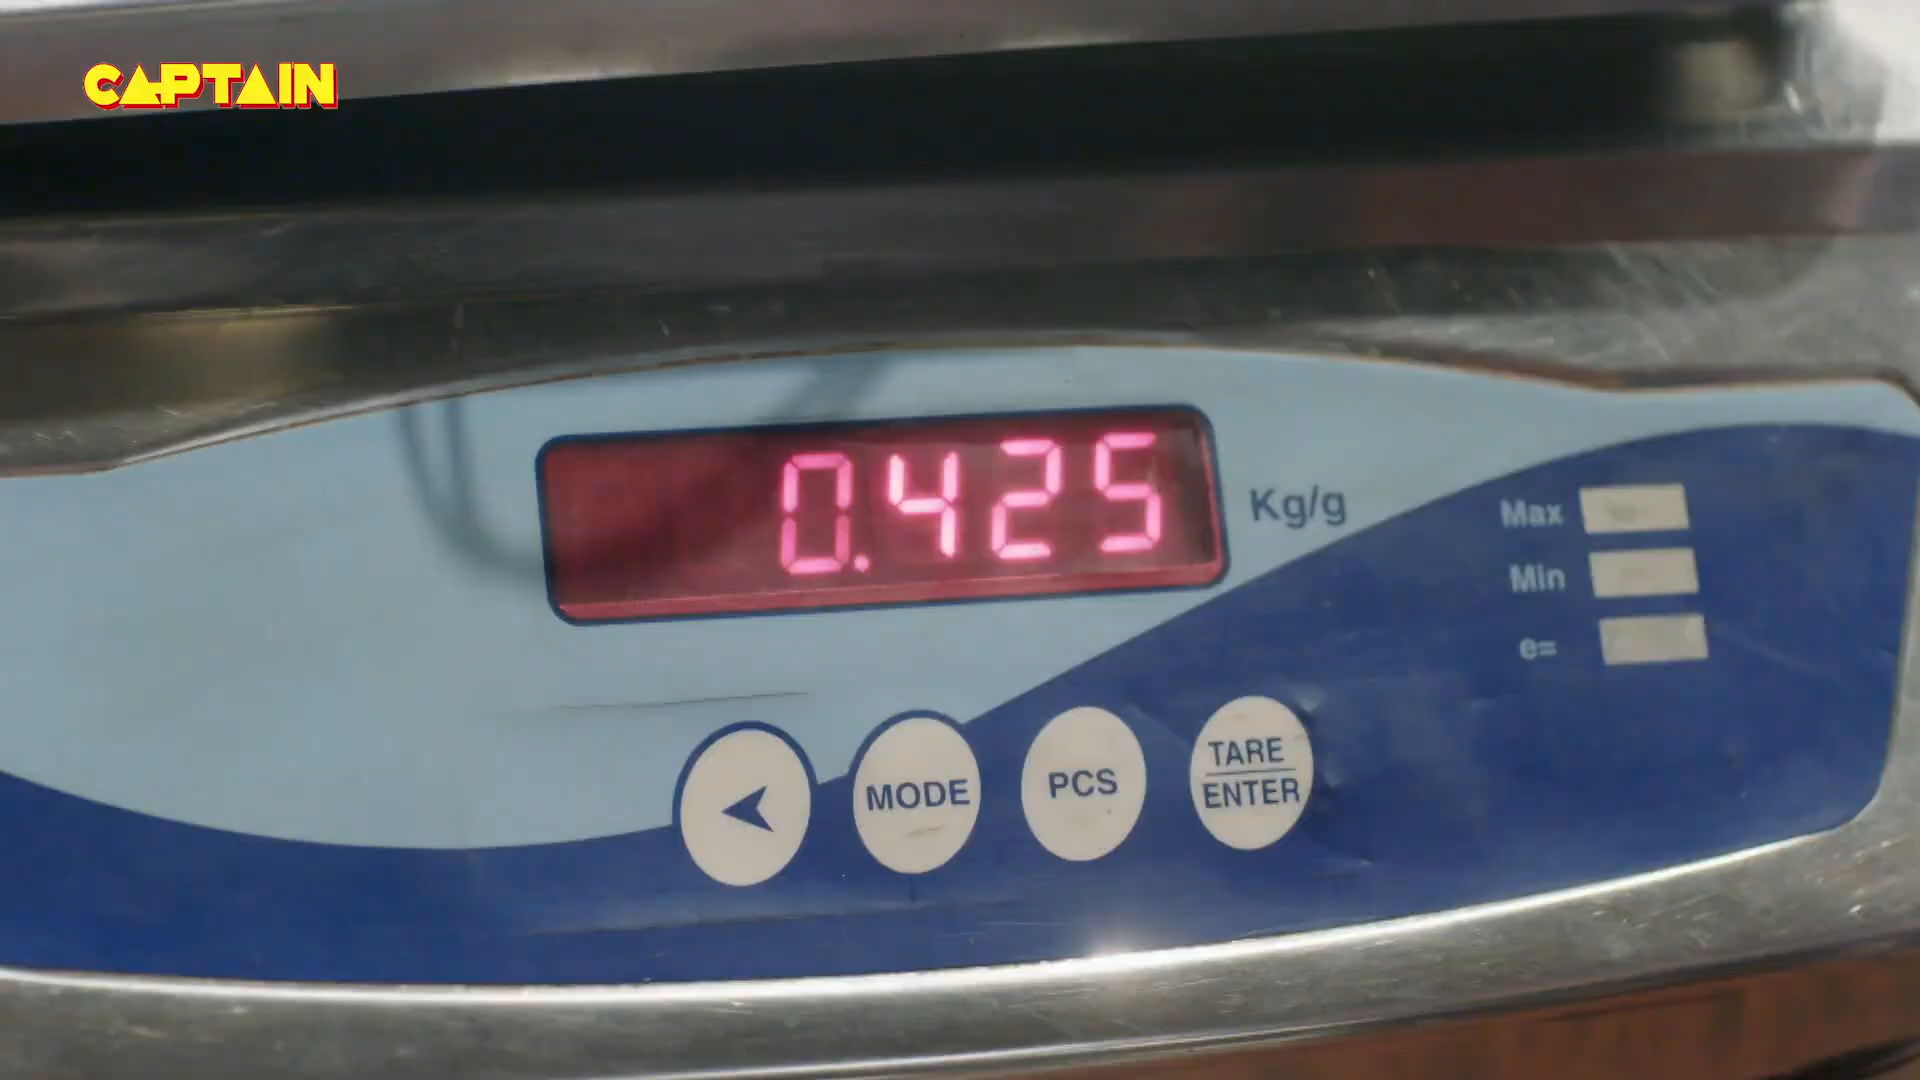 CAPTAIN
0.425
Kg/g
Max
Min
e=
MODE
PCS
TARE
ENTER